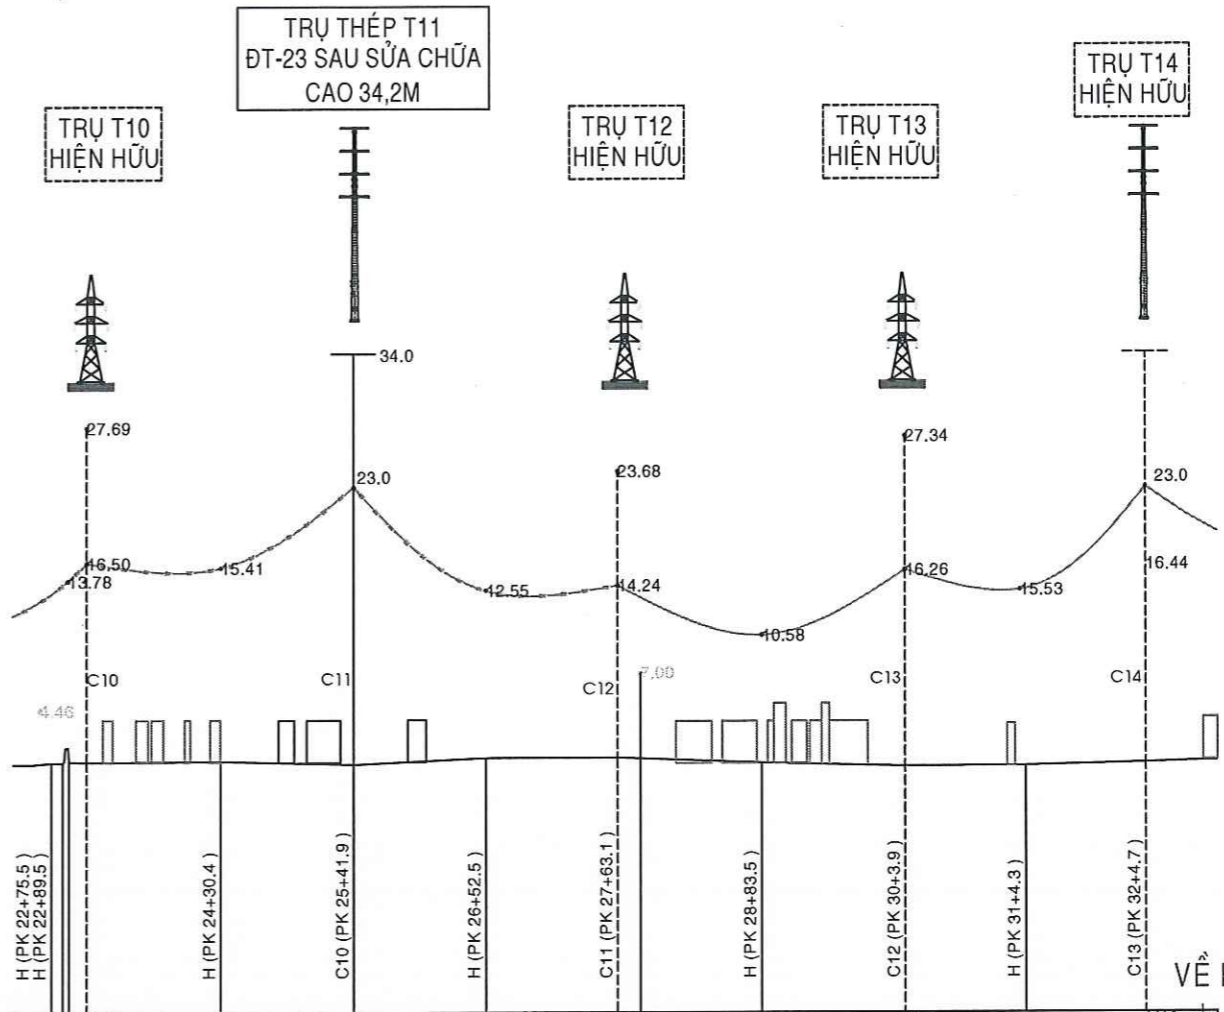 TRỤ THÉP T11
ĐT-23 SAU SỬA CHỮA
CAO 34,2M
TRỤ T14
HIỆN HỮU
TRỤ T10
HIỆN HỮU
TRỤ T12
HIỆN HỮU
TRỤ T13
HIỆN HỮU
34.0
27.69
23.68
27.34
23.0
23.0
16.50
13.78
15.41
12.55
14.24
10.58
16.26
15.53
16.44
C10
C11
C12
C13
C14
4.46
7.00
H (PK 22+75.5 )
H (PK 22+89.5 )
H (PK 24+30.4 )
C10 (PK 25+41.9 )
H (PK 26+52.5 )
C11 (PK 27+63.1 )
H (PK 28+83.5 )
C12 (PK 30+3.9 )
H (PK 31+4.3 )
C13 (PK 32+4.7 )
VỀ